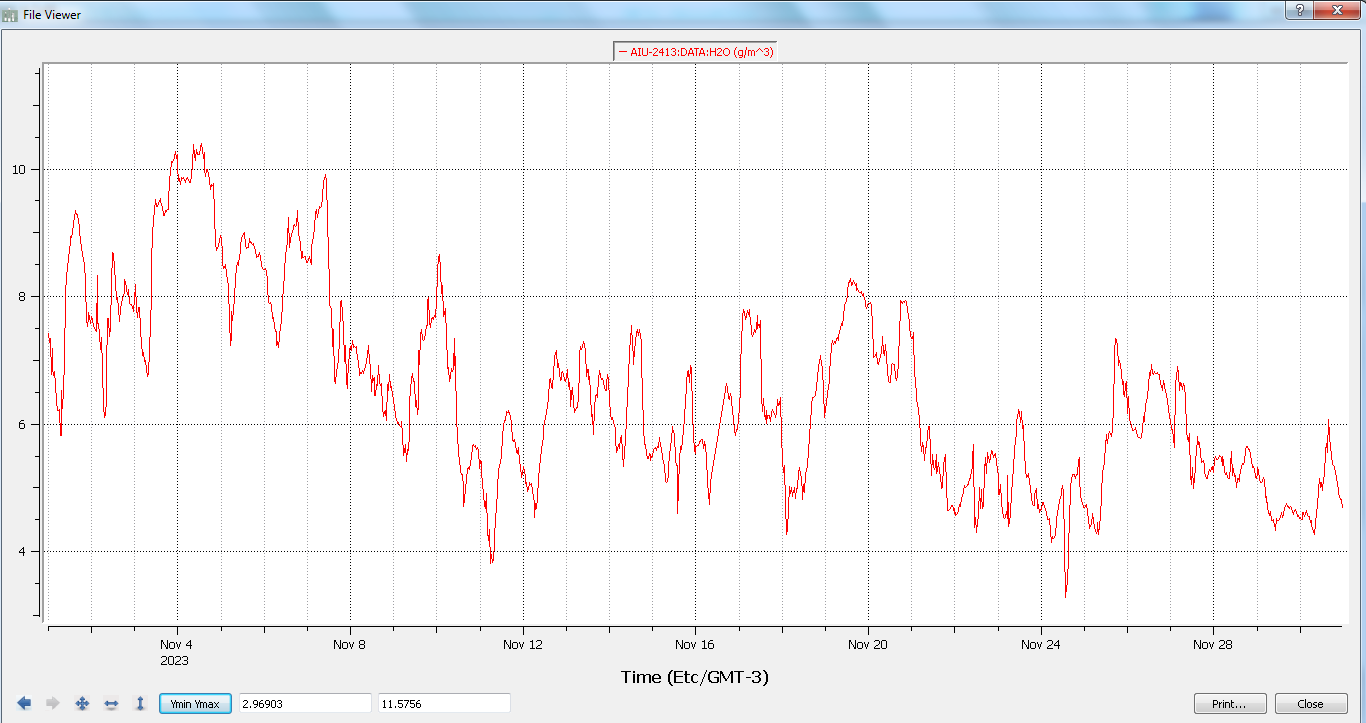 File Viewer
?
AIU-2413:DATA:H2O (g/m^3)
10
8
6
4
Nov 4 Nov 8 Nov 12 Nov 16 Nov 20 Nov 24 Nov 28
2023
Time (Etc/GMT-3)
Ymin Ymax 2.96903 11.5756 Print... Close